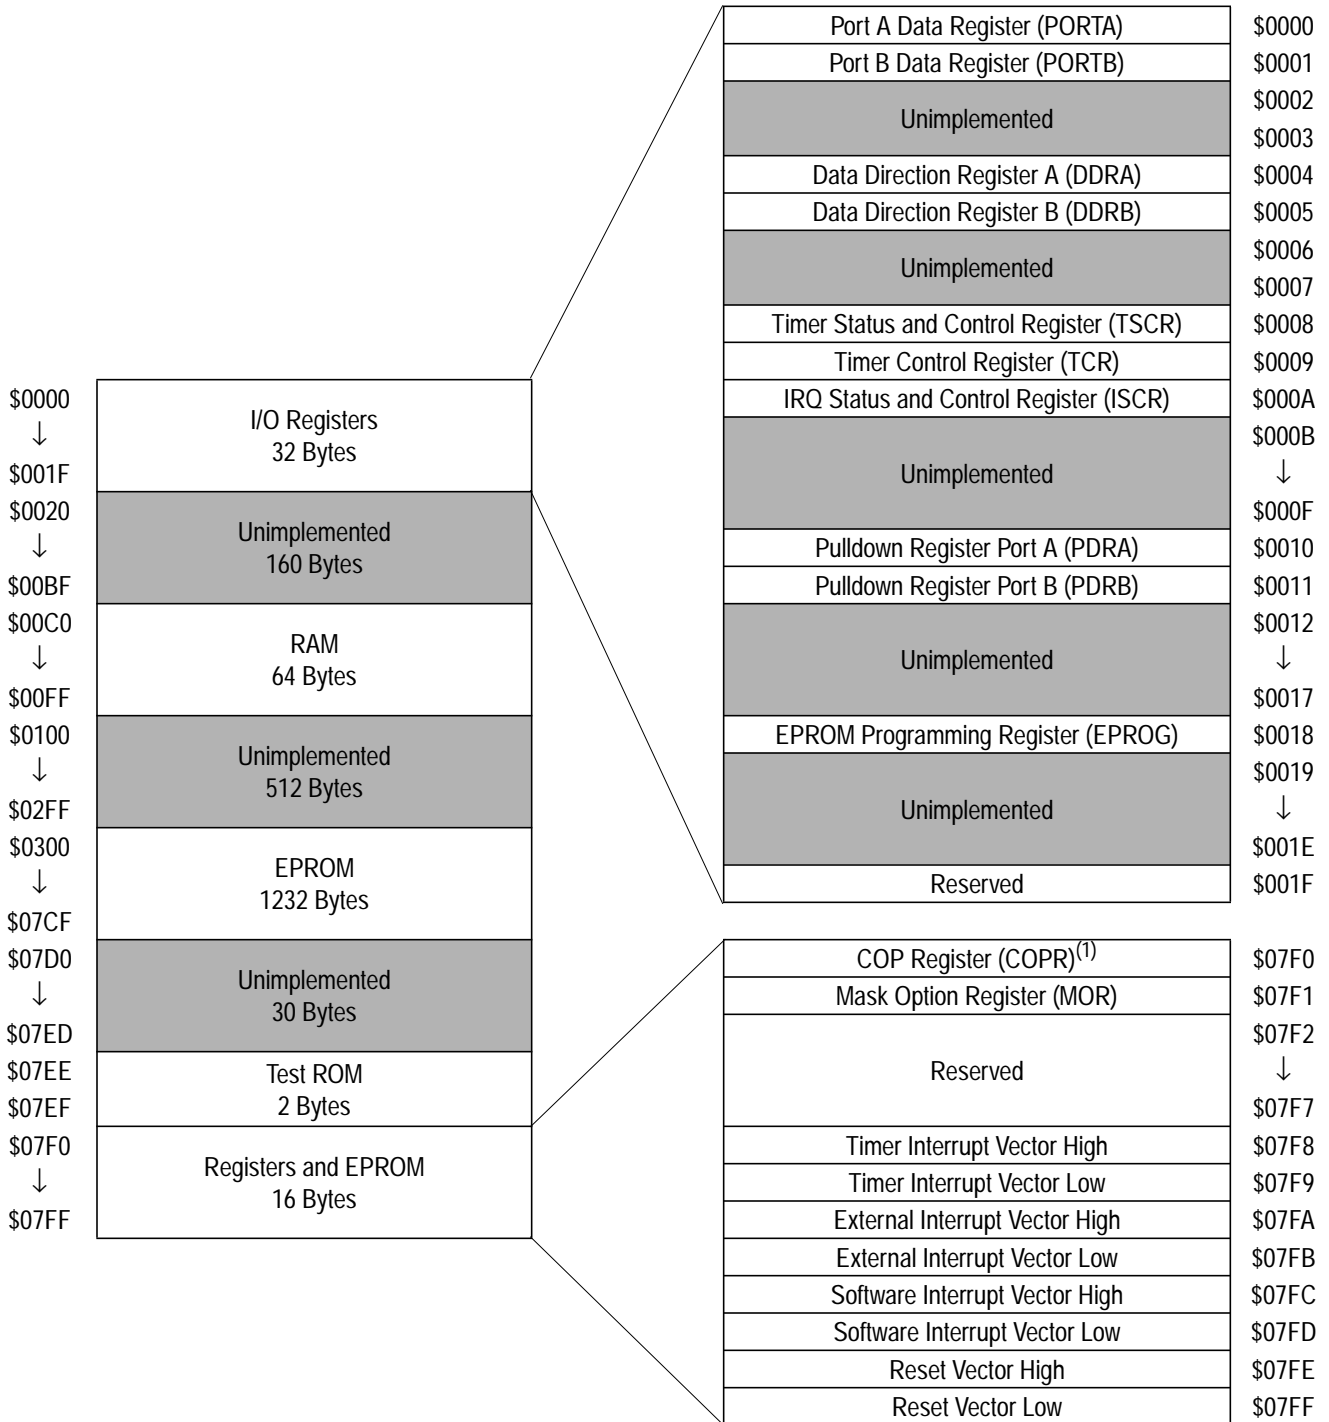 Port A Data Register (PORTA) $0000
Port B Data Register (PORTB) $0001
$0002
Unimplemented
$0003
Data Direction Register A (DDRA) $0004
Data Direction Register B (DDRB) $0005
$0006
Unimplemented
$0007
Timer Status and Control Register (TSCR) $0008
Timer Control Register (TCR) $0009
IRQ Status and Control Register (ISCR) $000A
$000B
Unimplemented ↓
$000F
Pulldown Register Port A (PDRA) $0010
Pulldown Register Port B (PDRB) $0011
$0012
Unimplemented ↓
$0017
EPROM Programming Register (EPROG) $0018
$0019
Unimplemented ↓
$001E
Reserved $001F
$0000
↓
$001F
I/O Registers
32 Bytes
$0020
↓
$00BF
Unimplemented
160 Bytes
$00C0
↓
$00FF
RAM
64 Bytes
$0100
↓
$02FF
Unimplemented
512 Bytes
$0300
↓
$07CF
EPROM
1232 Bytes
$07D0
↓
$07ED
Unimplemented
30 Bytes
$07EE
$07EF
Test ROM
2 Bytes
$07F0
↓
$07FF
Registers and EPROM
16 Bytes
COP Register (COPR)(1) $07F0
Mask Option Register (MOR) $07F1
$07F2
Reserved ↓
$07F7
Timer Interrupt Vector High $07F8
Timer Interrupt Vector Low $07F9
External Interrupt Vector High $07FA
External Interrupt Vector Low $07FB
Software Interrupt Vector High $07FC
Software Interrupt Vector Low $07FD
Reset Vector High $07FE
Reset Vector Low $07FF